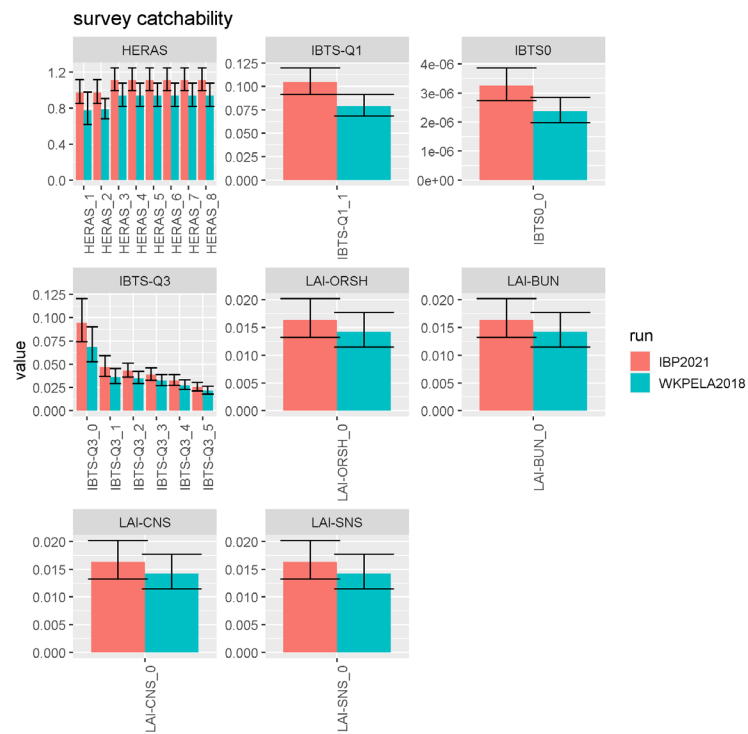 survey catchability
HERAS
IBTS-Q1
IBTS0
1.2
0.8
0.4
0.0
0.125
0.100
0.075
0.050
0.025
0.000
4e-06
3e-06
2e-06
1e-06
0e+00
HERAS_1
HERAS_2
HERAS_3
HERAS_4
HERAS_5
HERAS_6
HERAS_7
HERAS_8
IBTS-Q1_1
IBTS0_0
IBTS-Q3
LAI-ORSH
LAI-BUN
value
0.125
0.100
0.075
0.050
0.025
0.000
0.020
0.015
0.010
0.005
0.000
0.020
0.015
0.010
0.005
0.000
IBTS-Q3_0
IBTS-Q3_1
IBTS-Q3_2
IBTS-Q3_3
IBTS-Q3_4
IBTS-Q3_5
LAI-ORSH_0
LAI-BUN_0
run
IBP2021
WKPELA2018
LAI-CNS
LAI-SNS
0.020
0.015
0.010
0.005
0.000
0.020
0.015
0.010
0.005
0.000
LAI-CNS_0
LAI-SNS_0